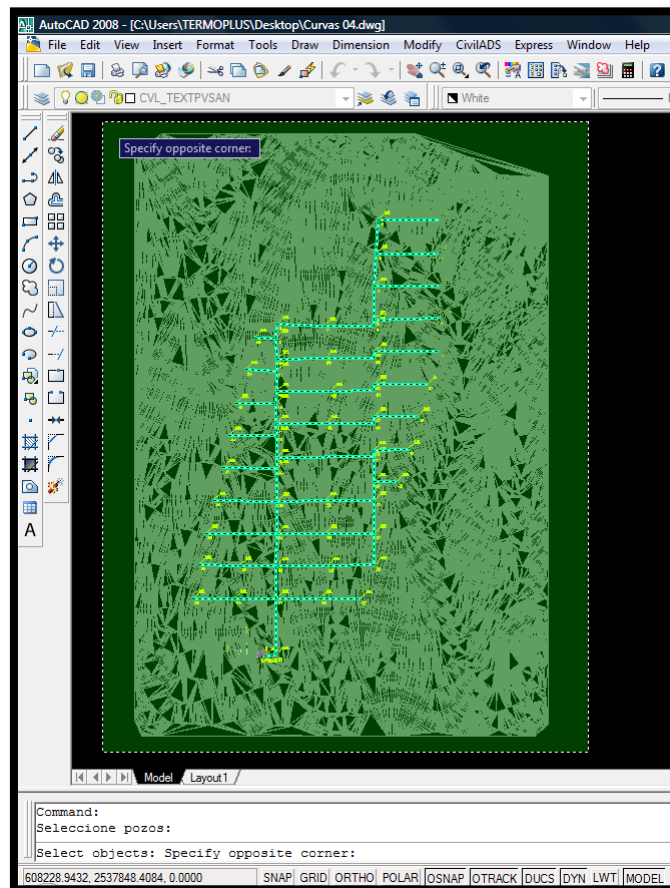 AutoCAD 2008 - [C:\Users\TERMOPLUS\Desktop\Curvas 04.dwg]
File Edit View Insert Format Tools Draw Dimension Modify CivilADS Express Window Help
CVL_TEXTPVSAN White
Specify opposite corner:
A
Model Layout1
Command:
Seleccione pozos:
Select objects: Specify opposite corner:
608228.9432, 2537848.4084, 0.0000 SNAP GRID ORTHO POLAR OSNAP OTRACK DUCS DYN LWT MODEL